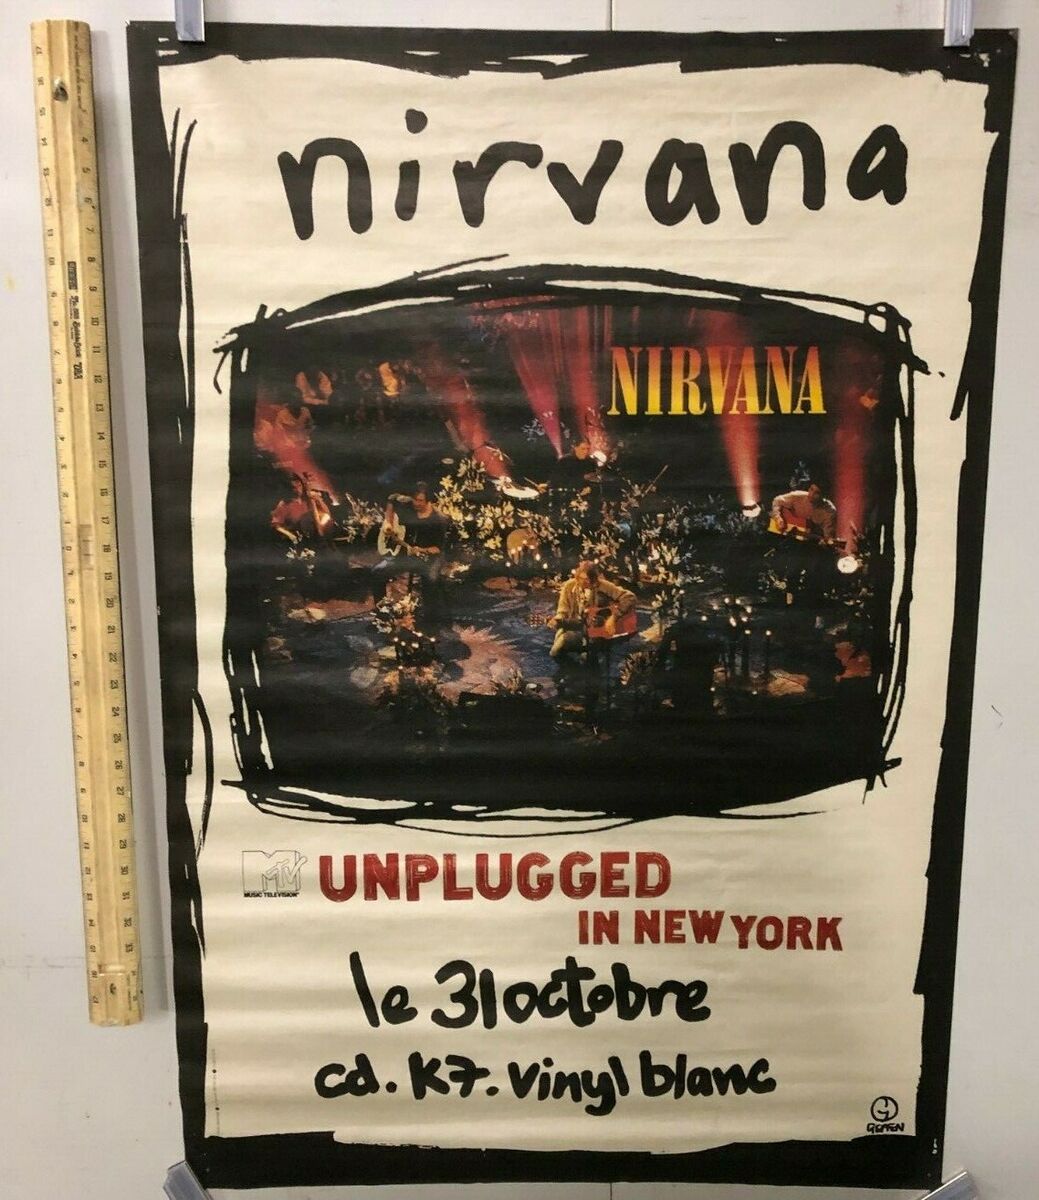 nirvana
NIRVANA
MTV
MUSIC TELEVISION
UNPLUGGED
IN NEW YORK
le 31 octobre
cd. K7. vinyl blanc
GEFFEN